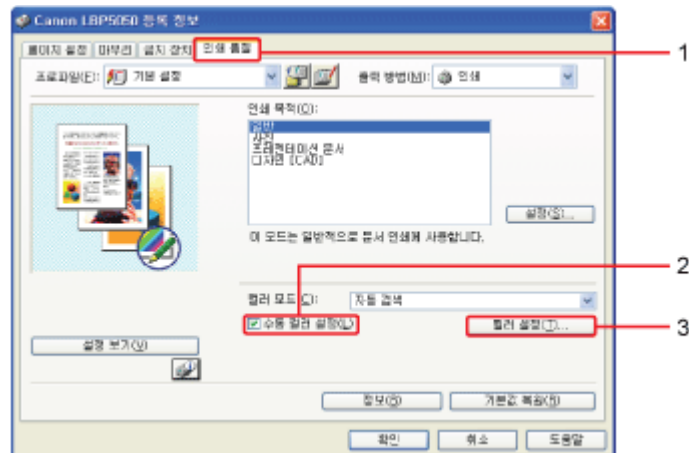 Canon LBP5050 등록 정보
페이지 설정 마무리 급지 장치 인쇄 품질
1
프로파일(E): 기본 설정 출력 방법(M): 인쇄
인쇄 목적(O):
일반
사진
프레젠테이션 문서
디자인 [CAD]
설정(S)...
이 모드는 일반적으로 문서 인쇄에 사용합니다.
2
컬러 모드(C): 자동 검색
수동 컬러 설정(L)
컬러 설정(T)...
3
설정 보기(V)
정보(B)
기본값 복원(R)
확인 취소 도움말